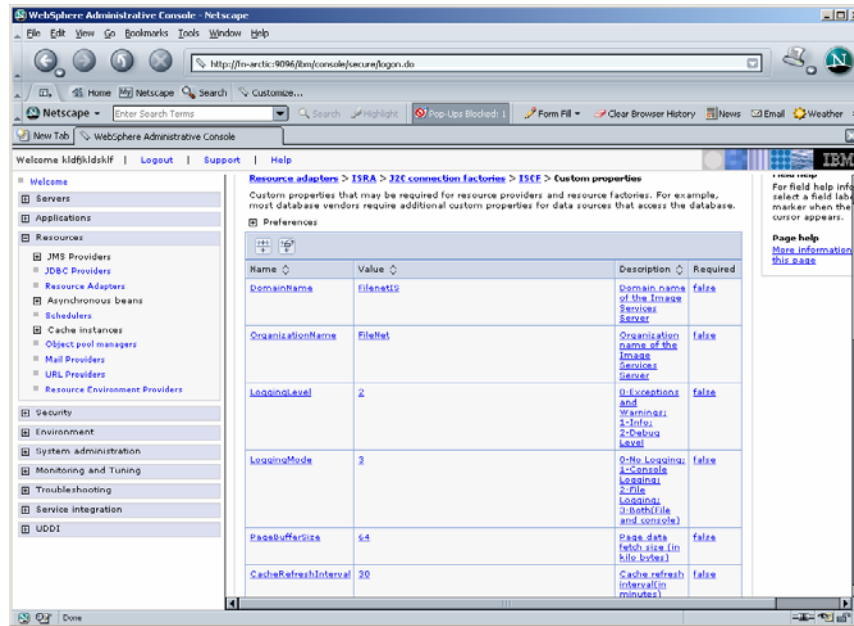 WebSphere Administrative Console - Netscape
File Edit View Go Bookmarks Tools Window Help
http://fn-arctic:9096/ibm/console/secure/logon.do
Home My Netscape Search Customize...
Netscape Enter Search Terms Search Highlight Pop-Ups Blocked: 1 Form Fill Clear Browser History News Email Weather
New Tab WebSphere Administrative Console
Welcome kldfjkldsklf | Logout | Support | Help
IBM
Welcome
Servers
Applications
Resources
JMS Providers
JDBC Providers
Resource Adapters
Asynchronous beans
Schedulers
Cache instances
Object pool managers
Mail Providers
URL Providers
Resource Environment Providers
Security
Environment
System administration
Monitoring and Tuning
Troubleshooting
Service integration
UDDI
Resource adapters > ISRA > J2C connection factories > ISCF > Custom properties
Custom properties that may be required for resource providers and resource factories. For example,
most database vendors require additional custom properties for data sources that access the database.
Preferences
Name Value Description Required
DomainName FilenetIS Domain name false
of the Image
Services
Server
OrganizationName FileNet Organization false
name of the
Image
Services
Server
LoggingLevel 2 0-Exceptions false
and
Warnings;
1-Info;
2-Debug
Level
LoggingMode 3 0-No Logging; false
1-Console
Logging;
2-File
Logging;
3-Both(File
and console)
PageBufferSize 64 Page data false
fetch size (in
kilo bytes)
CacheRefreshInterval 30 Cache refresh false
interval(in
minutes)
Field help
For field help info
select a field labe
marker when the
cursor appears.
Page help
More information
this page
Done